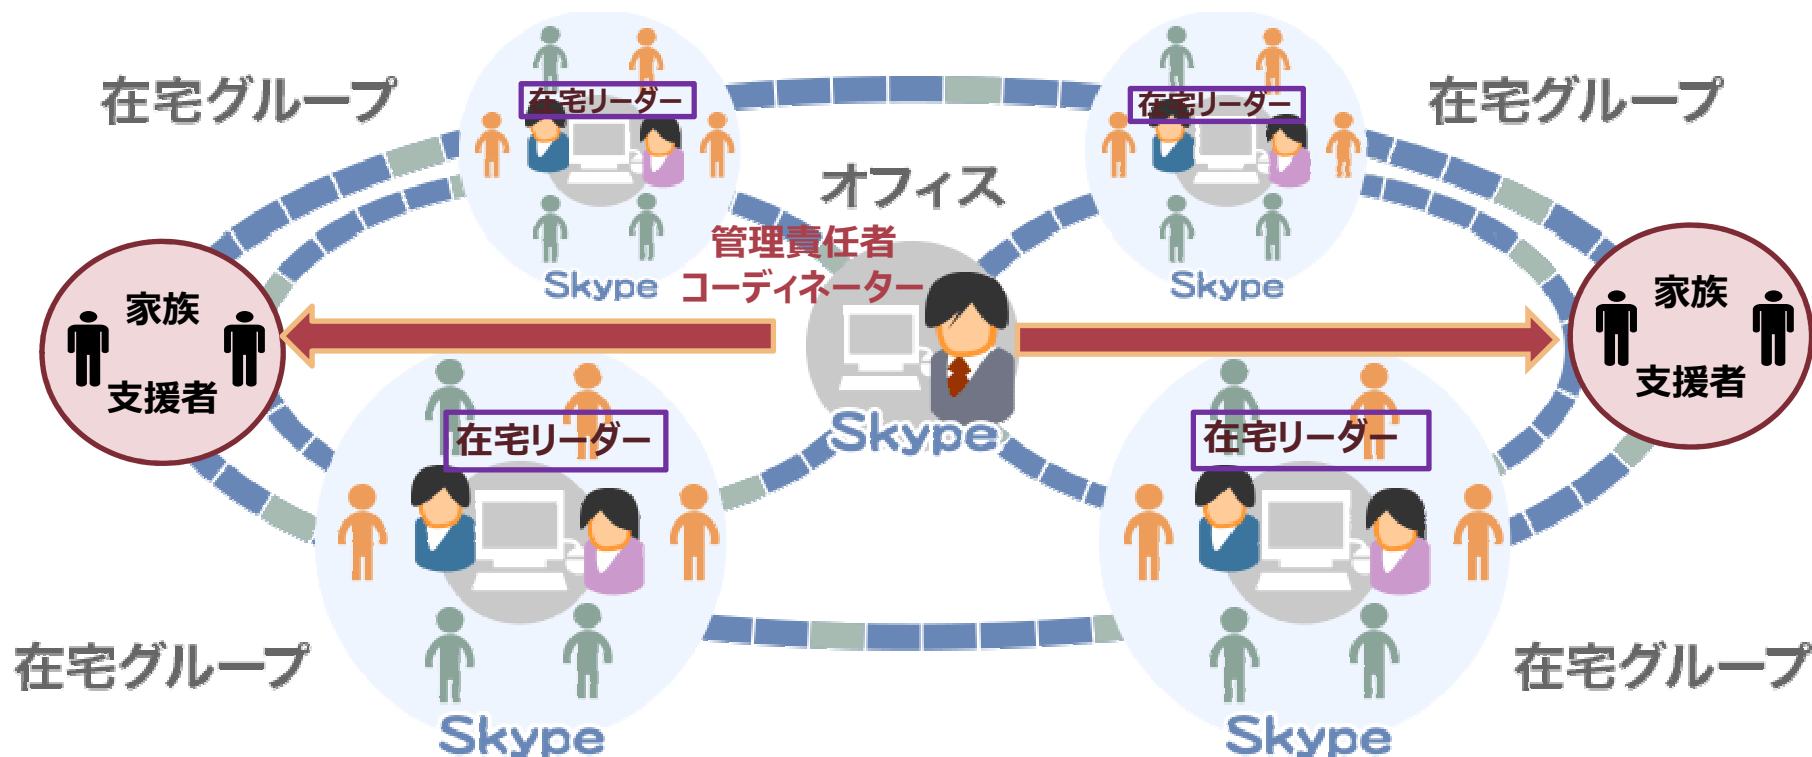 在宅グループ
在宅リーダー
Skype
在宅リーダー
Skype
在宅グループ
オフィス
管理責任者
コーディネーター
Skype
家族
支援者
家族
支援者
在宅リーダー
Skype
在宅グループ
在宅リーダー
Skype
在宅グループ